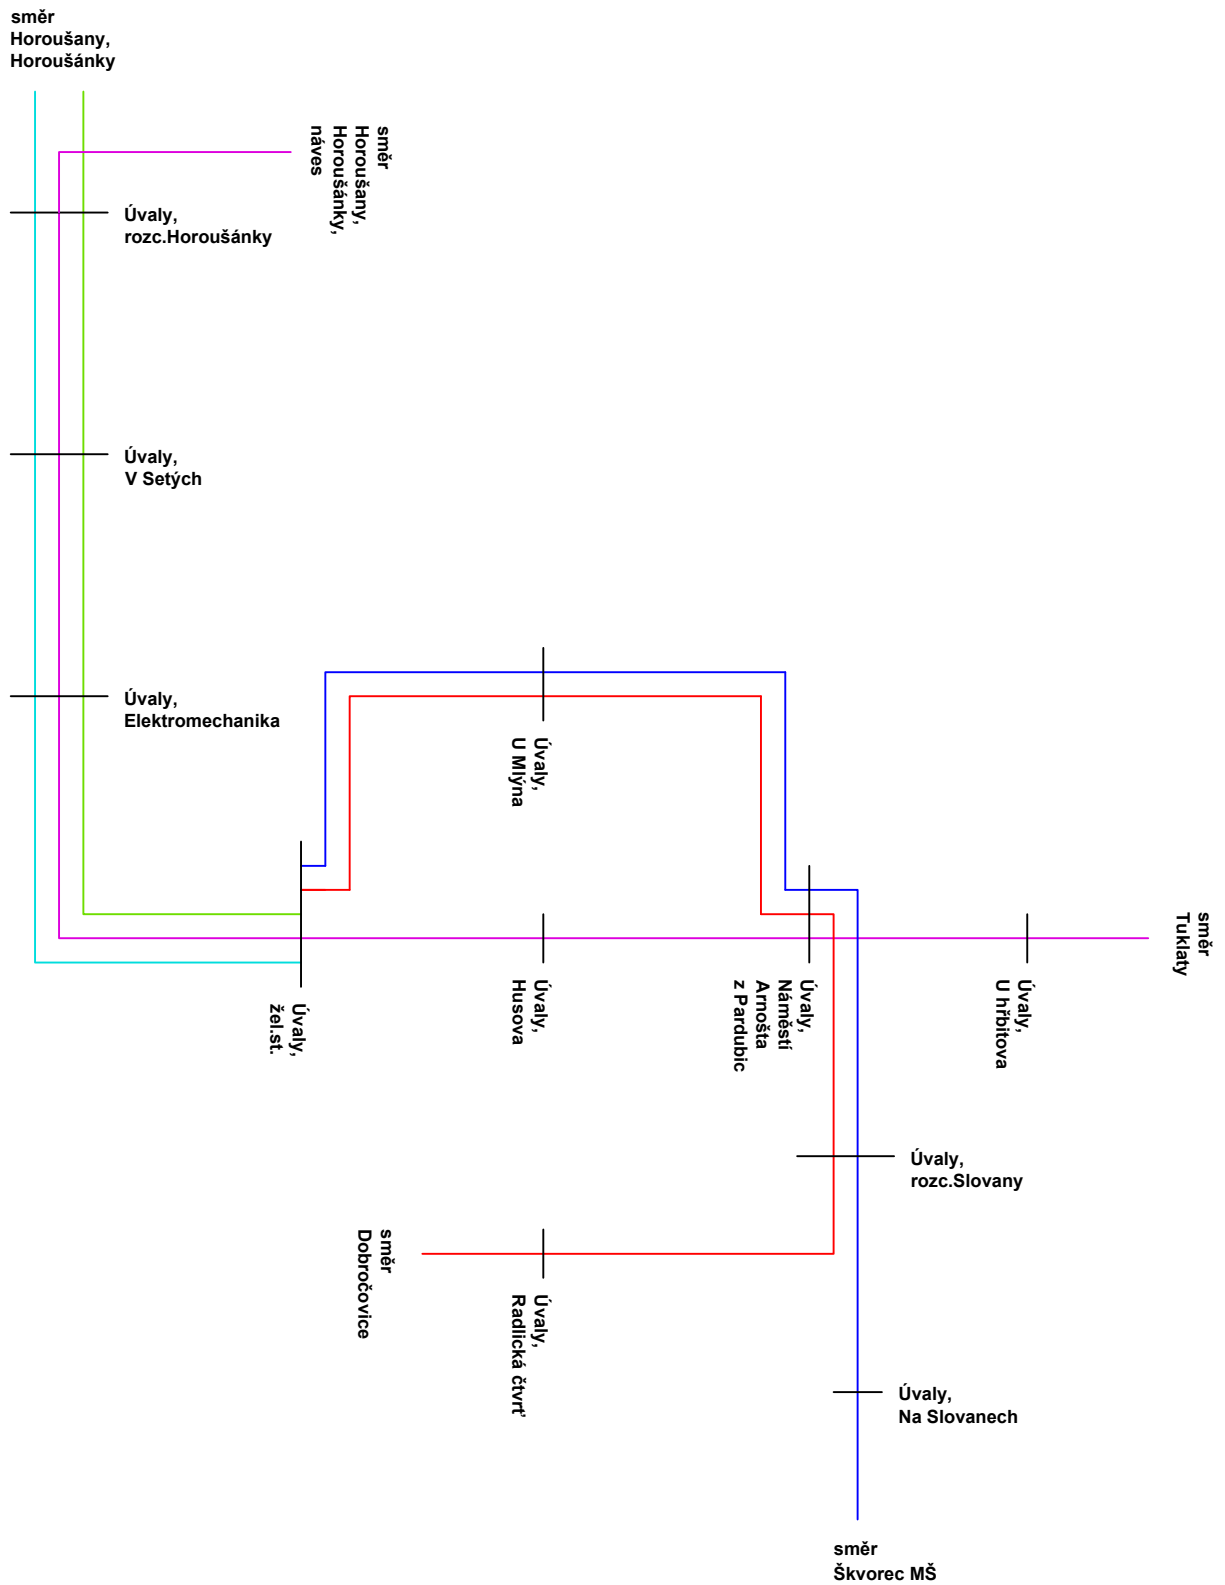 směr
Horoušany,
Horoušánky
směr
Horoušany,
Horoušánky,
náves
Úvaly,
rozc.Horoušánky
Úvaly,
V Setých
Úvaly,
Elektromechanika
Úvaly,
U Mlýna
směr
Tuklaty
Úvaly,
žel.st.
Úvaly,
Husova
Úvaly,
Náměstí
Arnošta
z Pardubic
Úvaly,
U hřbitova
Úvaly,
rozc.Slovany
směr
Dobročovice
Úvaly,
Radlická čtvrť
Úvaly,
Na Slovanech
směr
Škvorec MŠ